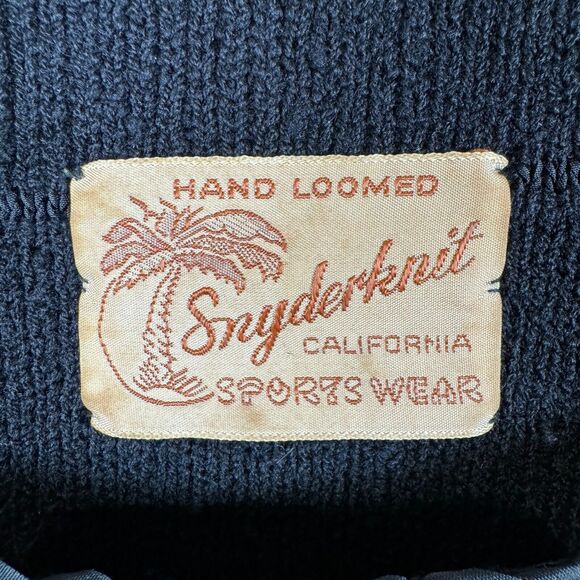 HAND LOOMED
Snyderknit
CALIFORNIA
SPORTS WEAR